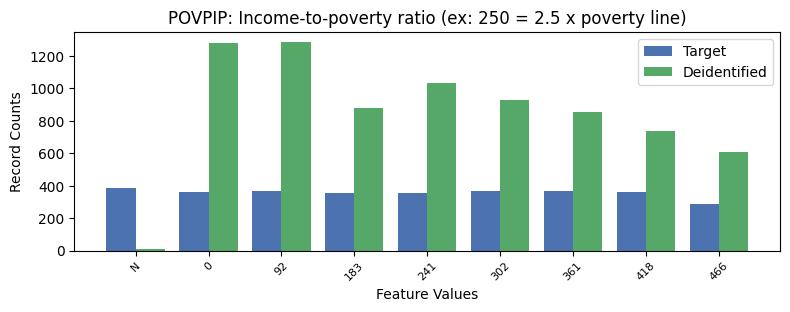 POVPIP: Income-to-poverty ratio (ex: 250 = 2.5 x poverty line)
Target
Deidentified
Record Counts
1200
1000
800
600
400
200
0
N
0
92
183
241
302
361
418
466
Feature Values